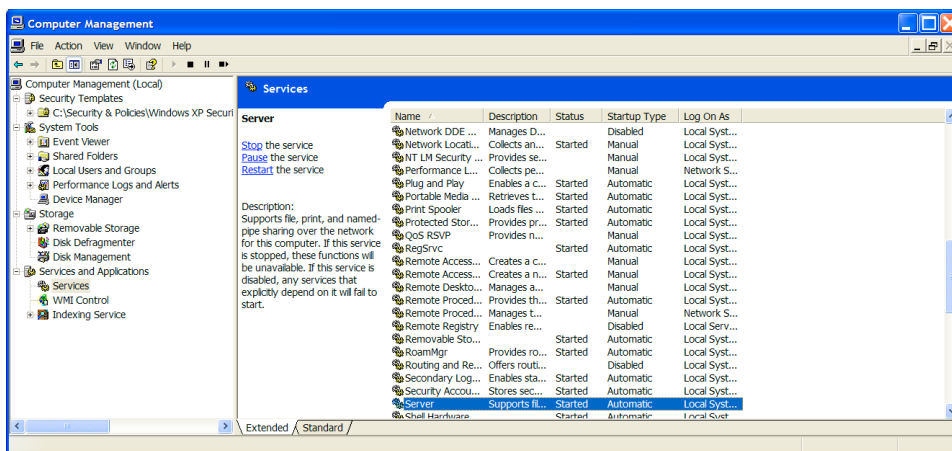 Computer Management
File Action View Window Help
Computer Management (Local)
Security Templates
C:\Security & Policies\Windows XP Securi
System Tools
Event Viewer
Shared Folders
Local Users and Groups
Performance Logs and Alerts
Device Manager
Storage
Removable Storage
Disk Defragmenter
Disk Management
Services and Applications
Services
WMI Control
Indexing Service
Services
Server
Stop the service
Pause the service
Restart the service
Description:
Supports file, print, and named-
pipe sharing over the network
for this computer. If this service
is stopped, these functions will
be unavailable. If this service is
disabled, any services that
explicitly depend on it will fail to
start.
Name Description Status Startup Type Log On As
Network DDE ... Manages D... Disabled Local Syst...
Network Locati... Collects an... Started Manual Local Syst...
NT LM Security ... Provides se... Manual Local Syst...
Performance L... Collects pe... Manual Network S...
Plug and Play Enables a c... Started Automatic Local Syst...
Portable Media ... Retrieves t... Started Automatic Local Syst...
Print Spooler Loads files ... Started Automatic Local Syst...
Protected Stor... Provides pr... Started Automatic Local Syst...
QoS RSVP Provides n... Manual Local Syst...
RegSrvc Started Automatic Local Syst...
Remote Access... Creates a c... Manual Local Syst...
Remote Access... Creates a n... Started Manual Local Syst...
Remote Deskto... Manages a... Manual Local Syst...
Remote Proced... Provides th... Started Automatic Local Syst...
Remote Proced... Manages t... Manual Network S...
Remote Registry Enables re... Disabled Local Serv...
Removable Sto... Started Automatic Local Syst...
RoamMgr Provides ro... Started Automatic Local Syst...
Routing and Re... Offers routi... Disabled Local Syst...
Secondary Log... Enables sta... Started Automatic Local Syst...
Security Accou... Stores sec... Started Automatic Local Syst...
Server Supports fil... Started Automatic Local Syst...
Shell Hardware Started Automatic Local Syst
Extended Standard